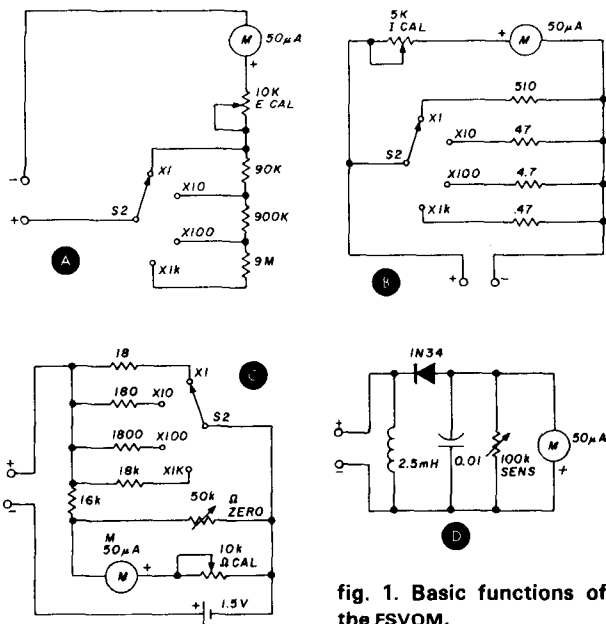 M 50µA
+
10K
E CAL
90K
900K
9M
X1
X10
X100
X1k
S2
-
+
A
5K
I CAL
+ M 50µA
510
X1
S2
X10 47
X100 4.7
X1k .47
+ -
B
18 X1
180 X10
S2
1800 X100
18k X1K
16k
50k
Ω
ZERO
M
50µA
M +
10k
Ω CAL
+ 1.5V
+
-
C
1N34
+
-
2.5mH
0.01
100k
SENS
M 50µA
+
D
fig. 1. Basic functions of
the FSVOM.